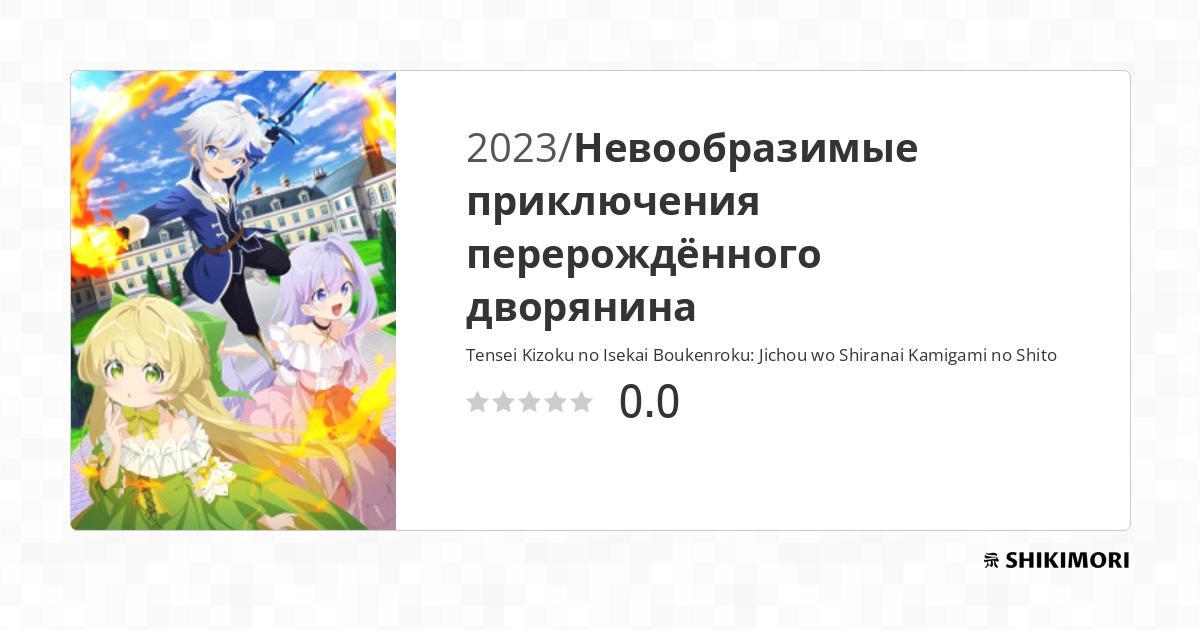 2023/Невообразимые
приключения
перерождённого
дворянина
Tensei Kizoku no Isekai Boukenroku: Jichou wo Shiranai Kamigami no Shito
0.0
SHIKIMORI